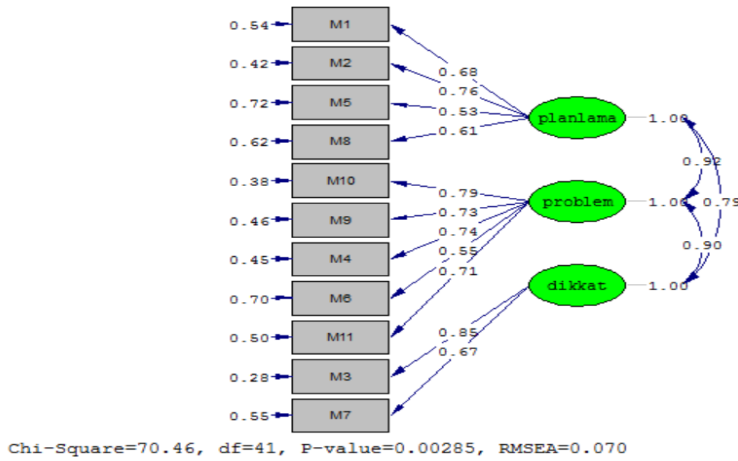 0.54 M1
0.68
0.42 M2
0.76
0.72 M5
0.53
planlama 1.00
0.62 M8
0.61
0.92
0.38 M10
0.79
0.79
problem 1.00
0.46 M9
0.73
0.74
0.90
0.45 M4
0.55
0.71
dikkat 1.00
0.70 M6
0.50 M11
0.85
0.67
0.28 M3
0.55 M7
Chi-Square=70.46, df=41, P-value=0.00285, RMSEA=0.070